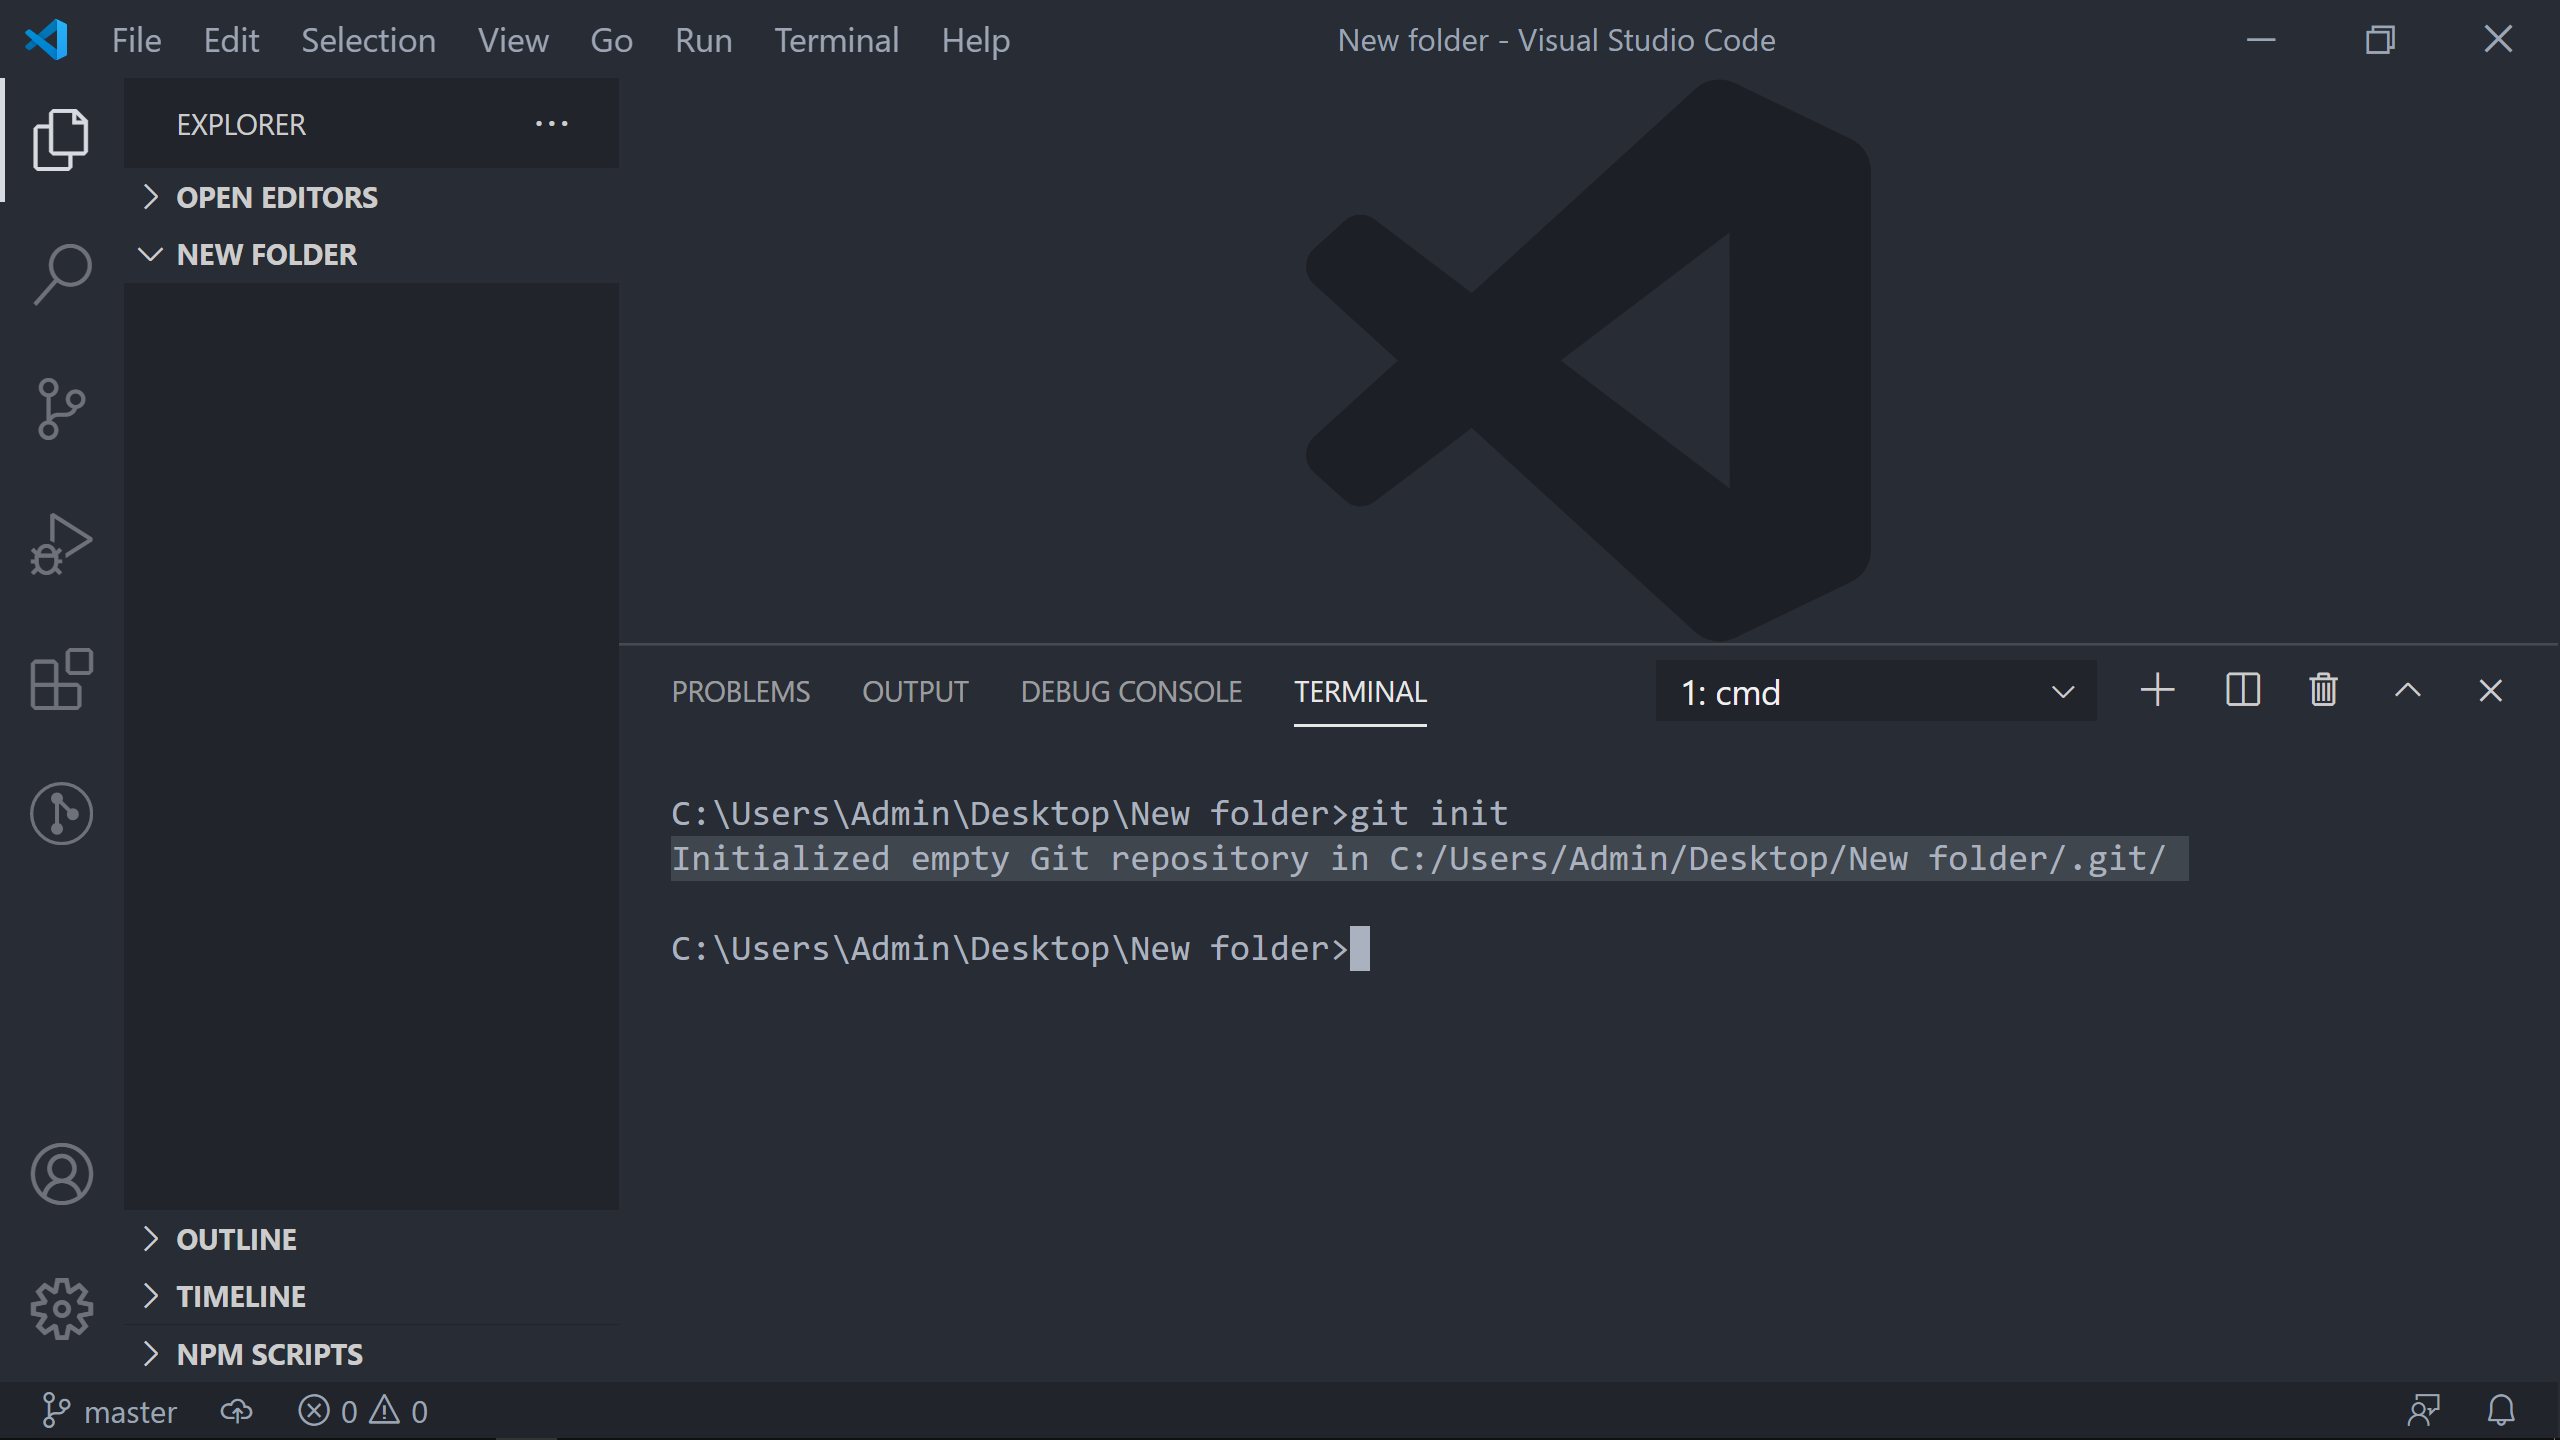 File Edit Selection View Go Run Terminal Help New folder - Visual Studio Code
EXPLORER
OPEN EDITORS
NEW FOLDER
PROBLEMS OUTPUT DEBUG CONSOLE TERMINAL 1: cmd
C:\Users\Admin\Desktop\New folder>git init
Initialized empty Git repository in C:/Users/Admin/Desktop/New folder/.git/
C:\Users\Admin\Desktop\New folder>
OUTLINE
TIMELINE
NPM SCRIPTS
master 0 0